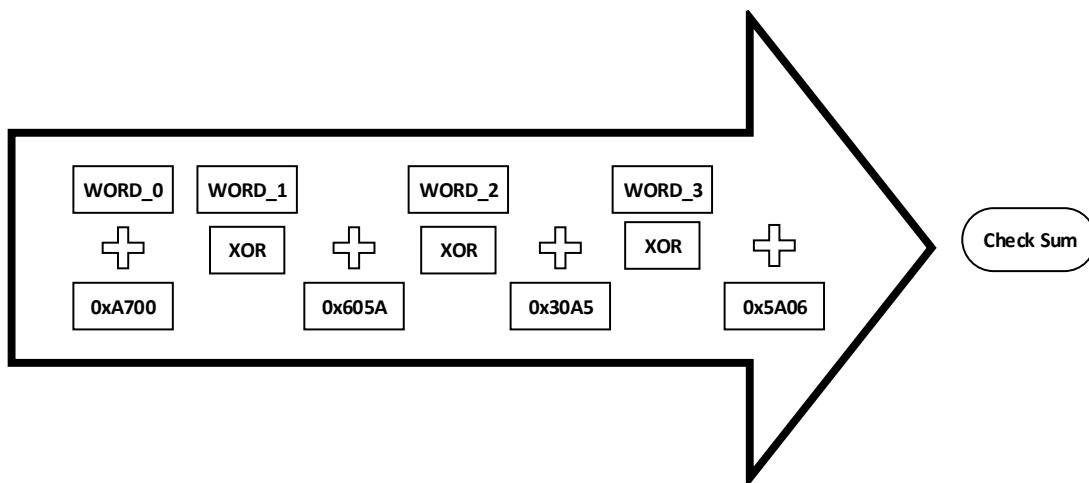 WORD_0 WORD_1 WORD_2 WORD_3
XOR XOR XOR
Check Sum
0xA700 0x605A 0x30A5 0x5A06